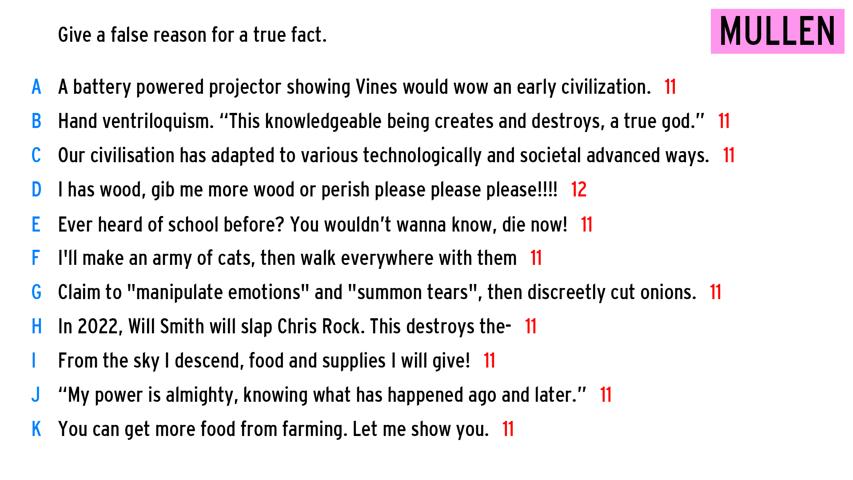 Give a false reason for a true fact.
MULLEN
A A battery powered projector showing Vines would wow an early civilization. 11
B Hand ventriloquism. “This knowledgeable being creates and destroys, a true god.” 11
C Our civilisation has adapted to various technologically and societal advanced ways. 11
D I has wood, gib me more wood or perish please please please!!!! 12
E Ever heard of school before? You wouldn’t wanna know, die now! 11
F I'll make an army of cats, then walk everywhere with them 11
G Claim to "manipulate emotions" and "summon tears", then discreetly cut onions. 11
H In 2022, Will Smith will slap Chris Rock. This destroys the- 11
I From the sky I descend, food and supplies I will give! 11
J “My power is almighty, knowing what has happened ago and later.” 11
K You can get more food from farming. Let me show you. 11